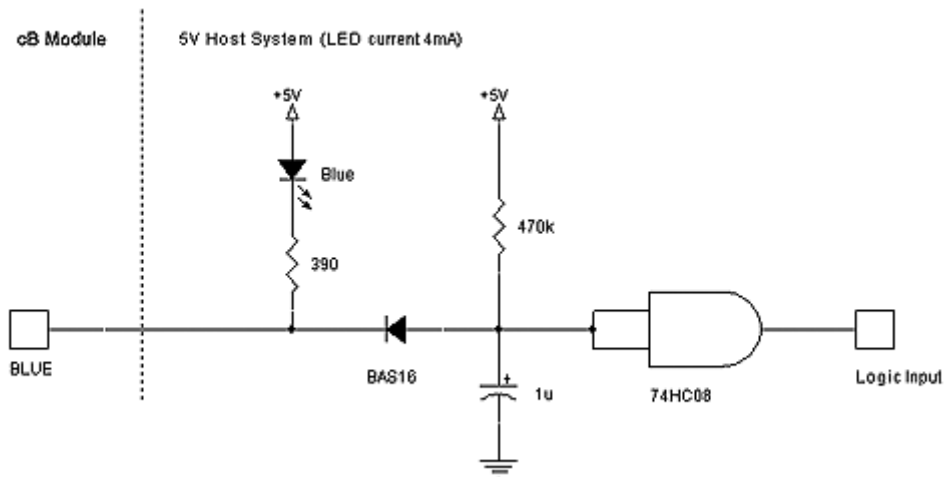 cB Module
5V Host System (LED current 4mA)
+5V
+5V
Blue
470k
390
BLUE
BAS16
+
1u
74HC08
Logic Input